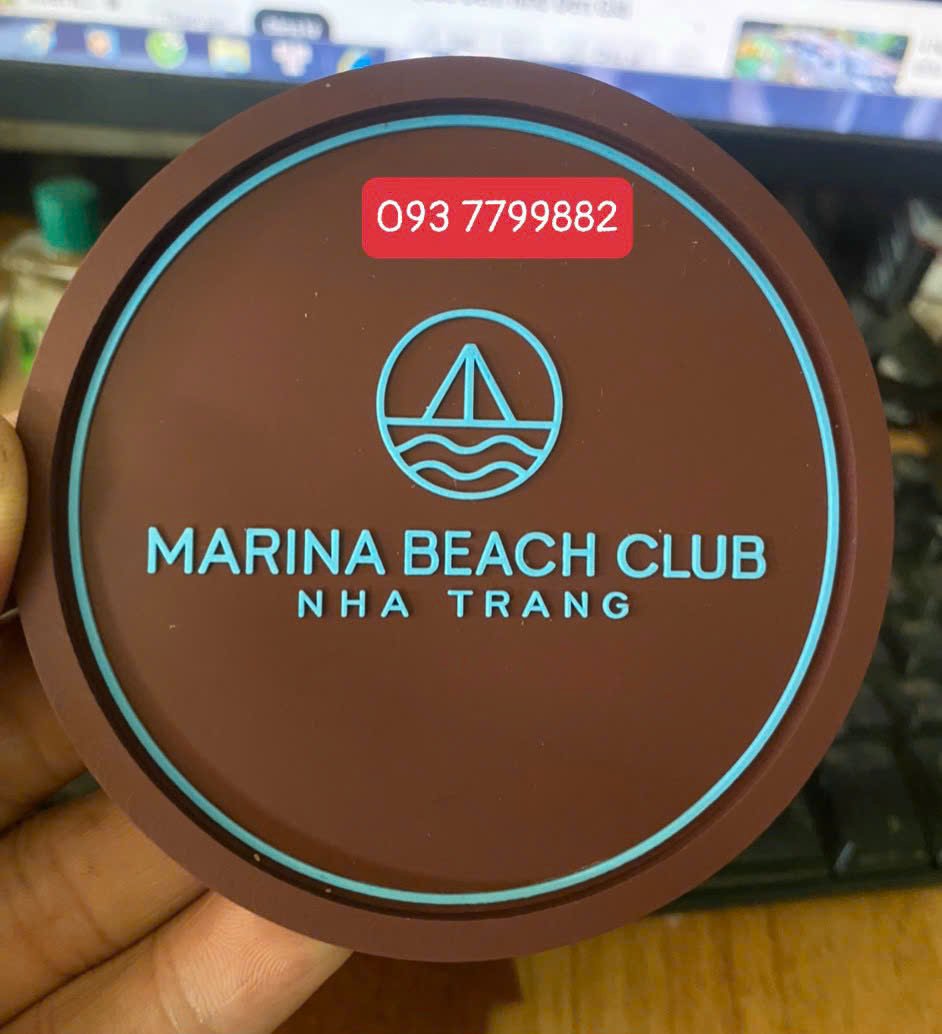 093 7799882
MARINA BEACH CLUB
NHA TRANG